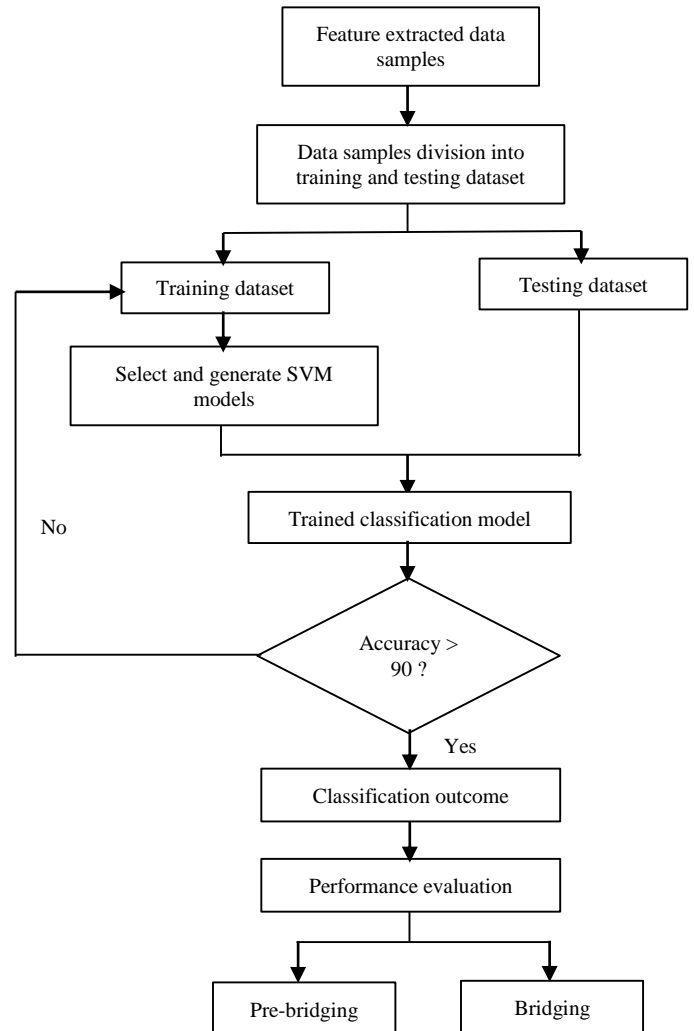 Feature extracted data
samples
Data samples division into
training and testing dataset
Training dataset
Testing dataset
Select and generate SVM
models
Trained classification model
No
Accuracy >
90 ?
Yes
Classification outcome
Performance evaluation
Pre-bridging
Bridging